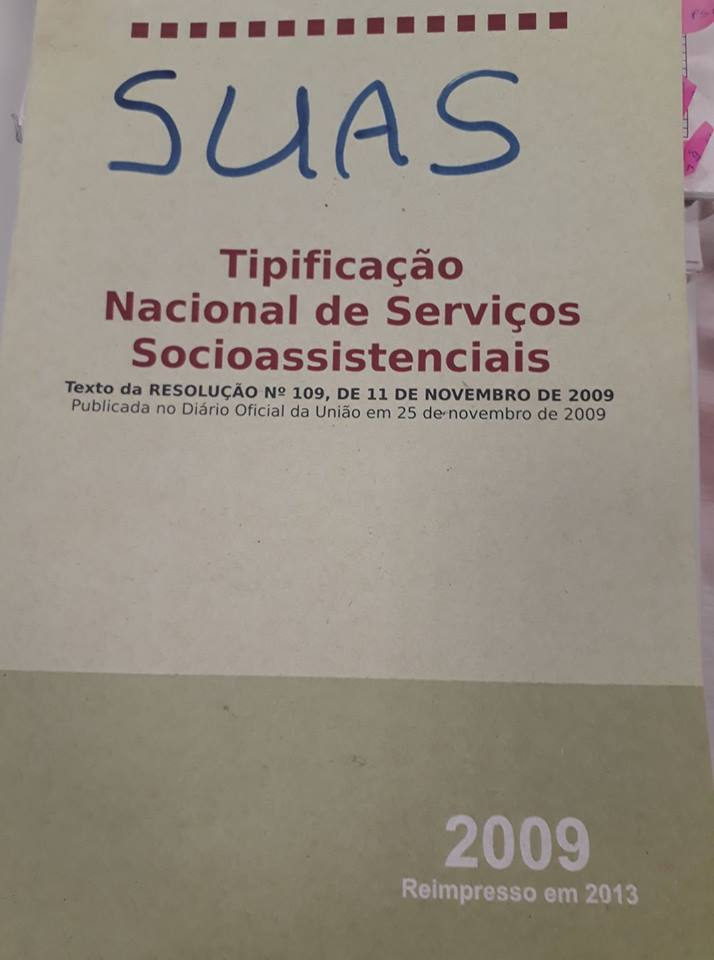 SUAS
Tipificação
Nacional de Serviços
Socioassistenciais
Texto da RESOLUÇÃO Nº 109, DE 11 DE NOVEMBRO DE 2009
Publicada no Diário Oficial da União em 25 de novembro de 2009
2009
Reimpresso em 2013